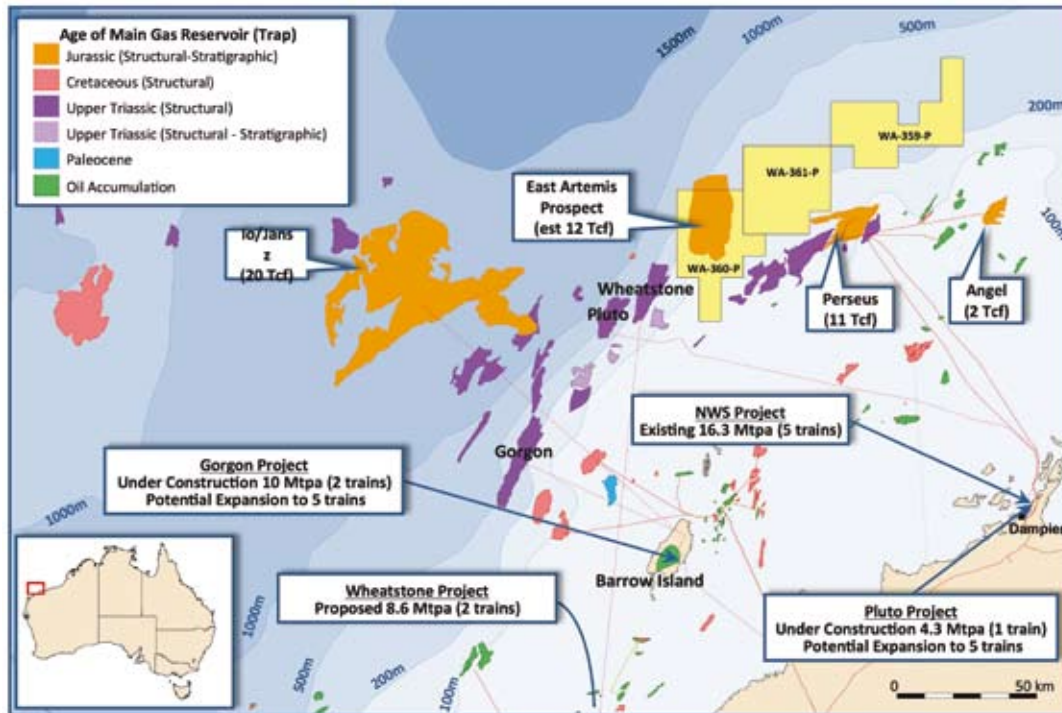 Age of Main Gas Reservoir (Trap)
Jurassic (Structural-Stratigraphic)
Cretaceous (Structural)
Upper Triassic (Structural)
Upper Triassic (Structural - Stratigraphic)
Paleocene
Oil Accumulation
1500m
1000m
500m
200m
100m
WA-359-P
WA-361-P
East Artemis
Prospect
(est 12 Tcf)
Io/Jans
z
(20 Tcf)
WA-360-P
Wheatstone
Pluto
Perseus
(11 Tcf)
Angel
(2 Tcf)
NWS Project
Existing 16.3 Mtpa (5 trains)
Gorgon
Gorgon Project
Under Construction 10 Mtpa (2 trains)
Potential Expansion to 5 trains
1000m
Dampier
Barrow Island
Wheatstone Project
Proposed 8.6 Mtpa (2 trains)
Pluto Project
Under Construction 4.3 Mtpa (1 train)
Potential Expansion to 5 trains
1000m
500m
200m
100m
0 50 km